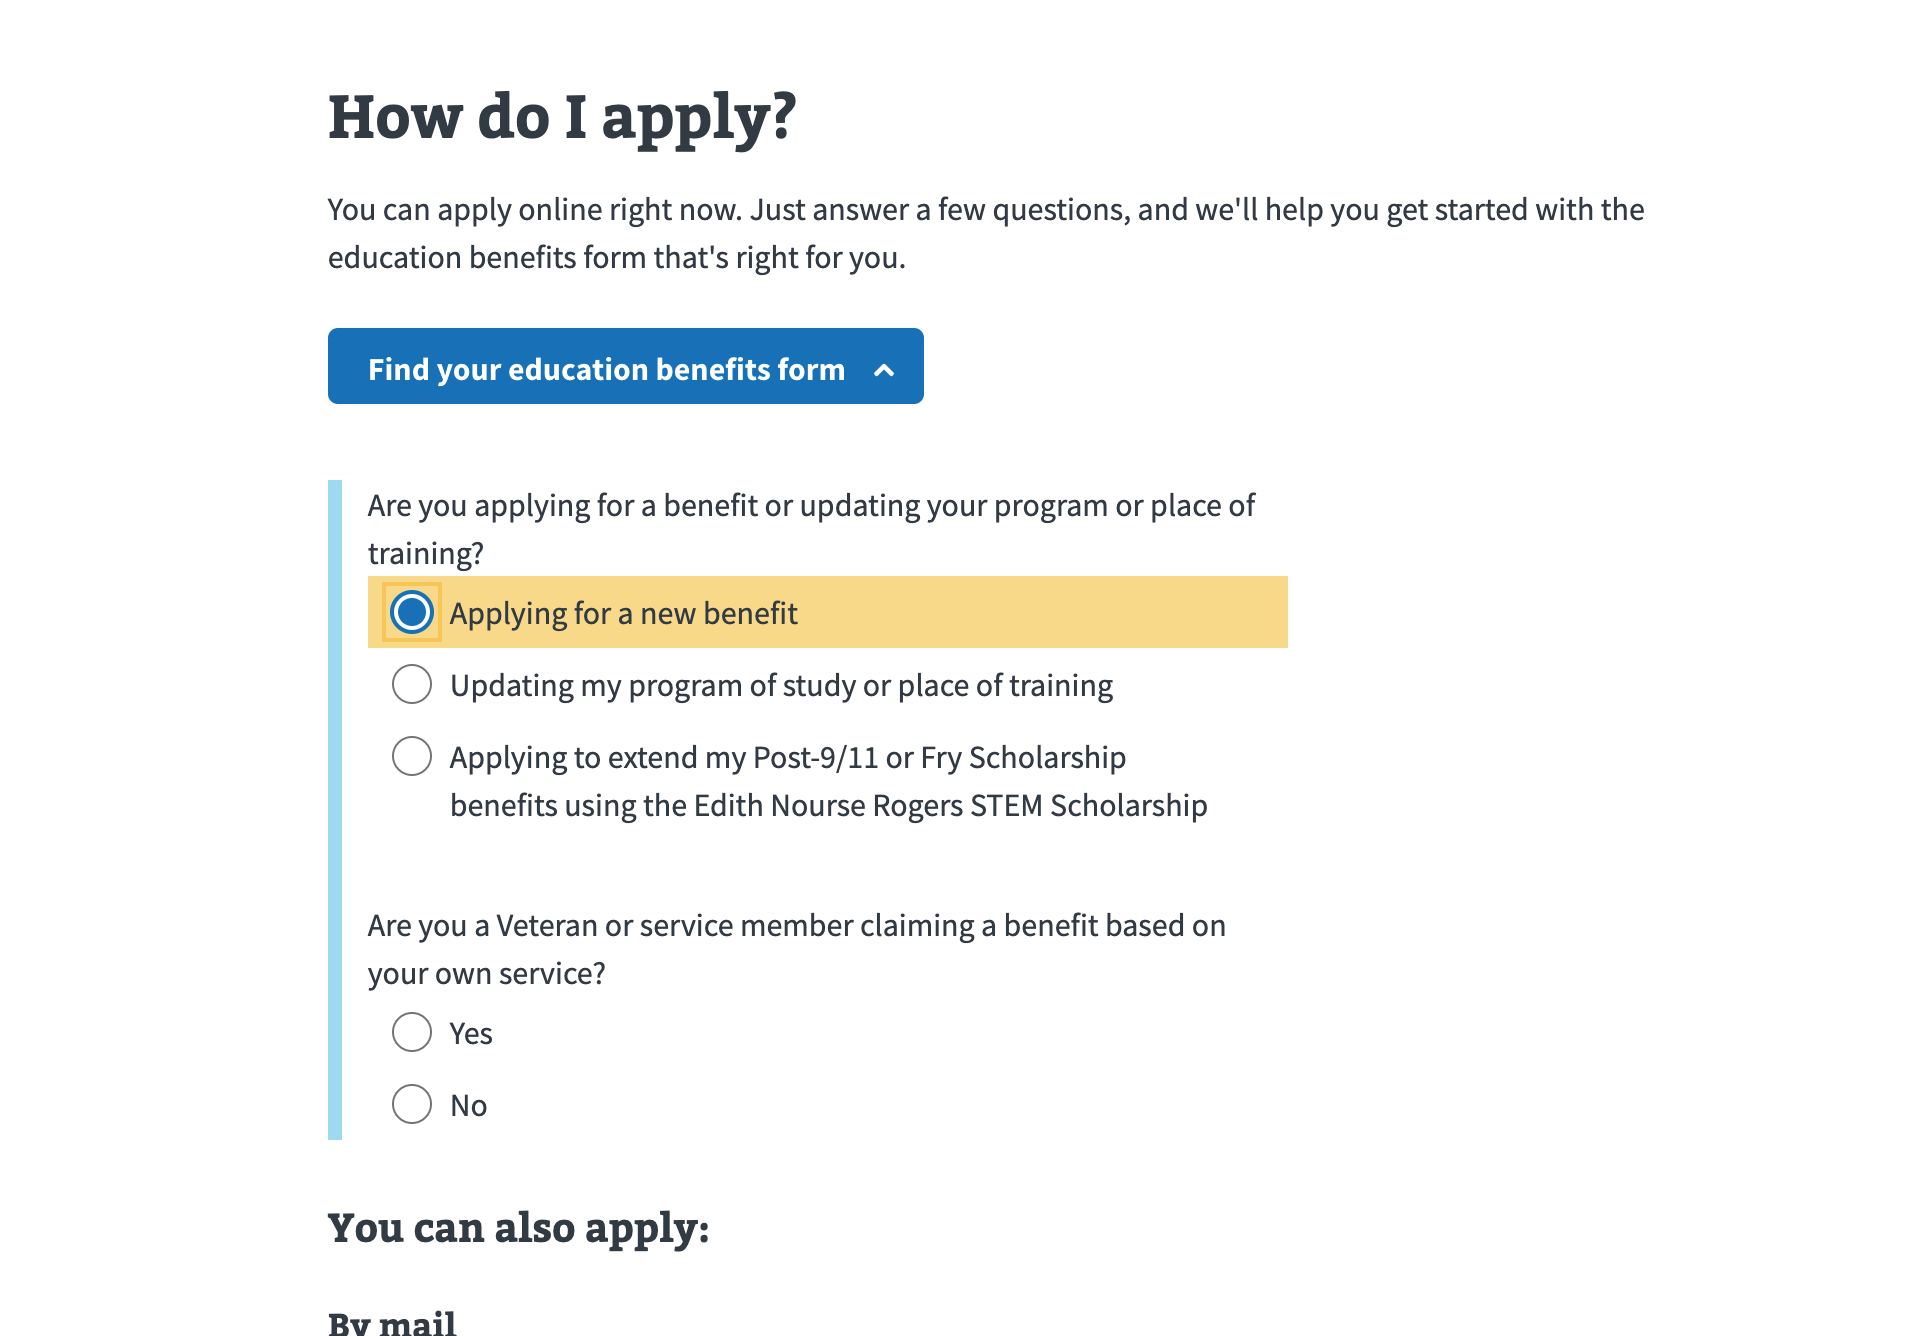 How do I apply?
You can apply online right now. Just answer a few questions, and we'll help you get started with the
education benefits form that's right for you.
Find your education benefits form
Are you applying for a benefit or updating your program or place of
training?
Applying for a new benefit
Updating my program of study or place of training
Applying to extend my Post-9/11 or Fry Scholarship
benefits using the Edith Nourse Rogers STEM Scholarship
Are you a Veteran or service member claiming a benefit based on
your own service?
Yes
No
You can also apply:
By mail